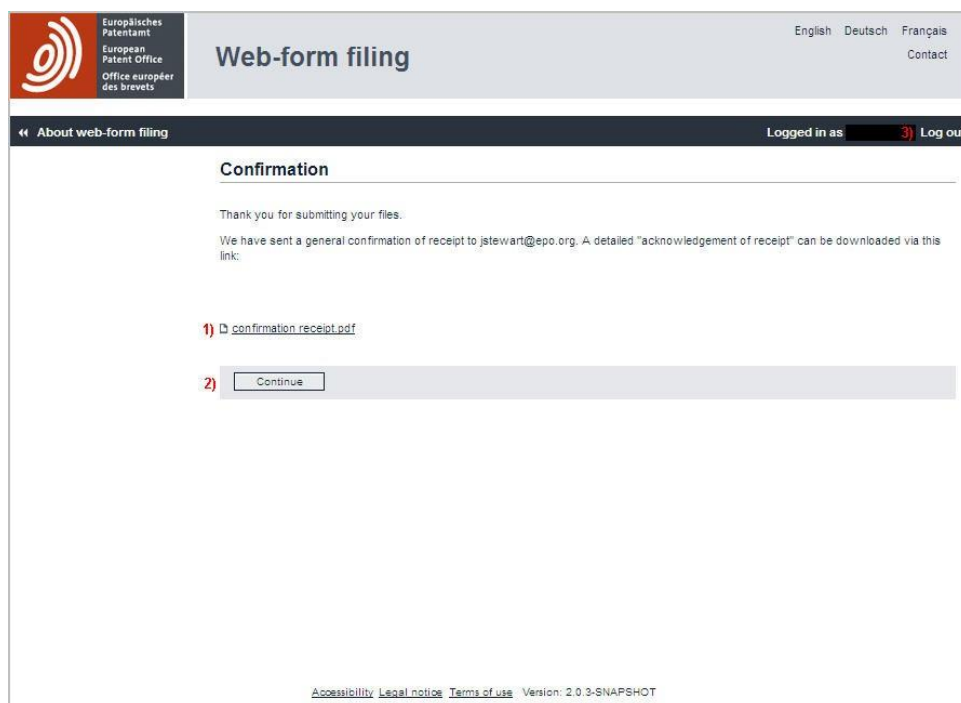 Europäisches
Patentamt
European
Patent Office
Office européen
des brevets
Web-form filing
English Deutsch Français
Contact
About web-form filing
Logged in as 3) Log ou
Confirmation
Thank you for submitting your files.
We have sent a general confirmation of receipt to jstewart@epo.org. A detailed "acknowledgement of receipt" can be downloaded via this
link:
1) confirmation receipt.pdf
2) Continue
Accessibility Legal notice Terms of use Version: 2.0.3-SNAPSHOT